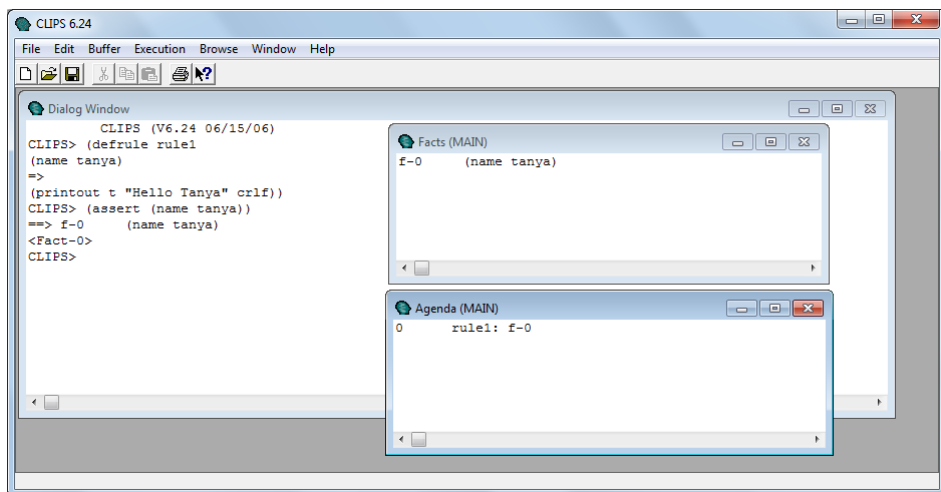 CLIPS 6.24
File Edit Buffer Execution Browse Window Help
Dialog Window
CLIPS (V6.24 06/15/06)
CLIPS> (defrule rule1
(name tanya)
=>
(printout t "Hello Tanya" crlf))
CLIPS> (assert (name tanya))
==> f-0 (name tanya)
<Fact-0>
CLIPS>
Facts (MAIN)
f-0 (name tanya)
Agenda (MAIN)
0 rule1: f-0